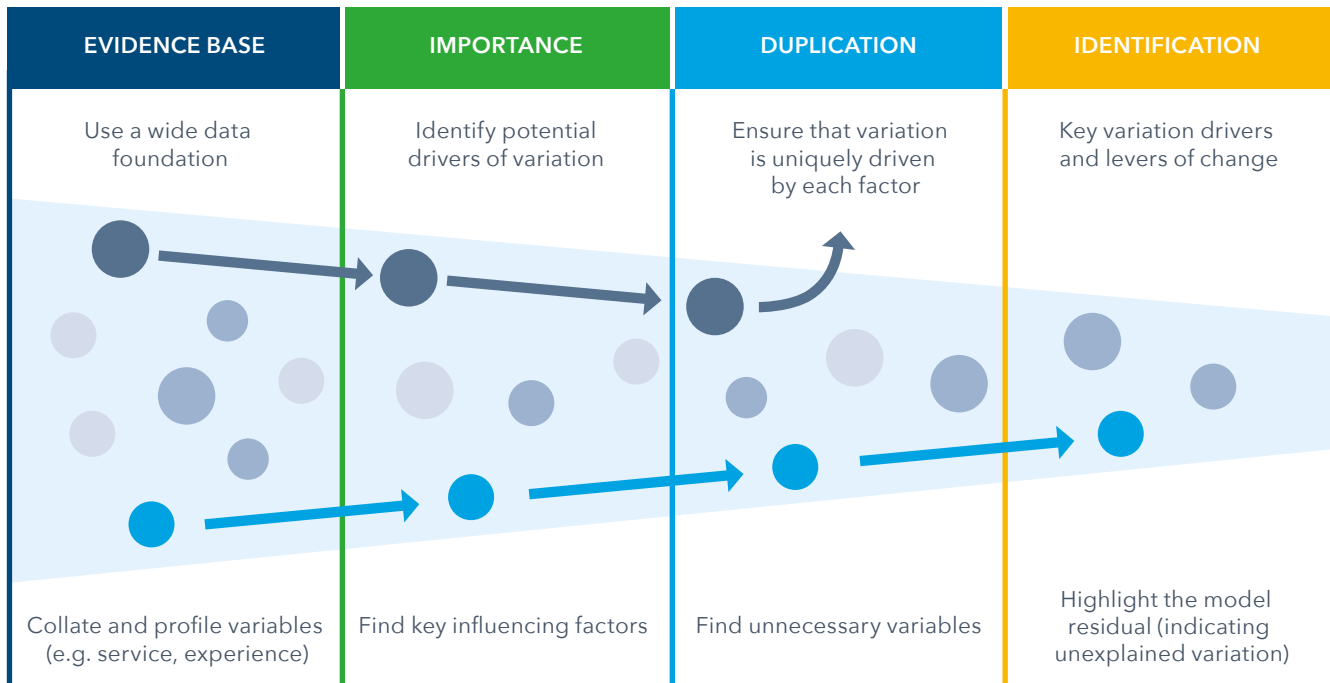 EVIDENCE BASE
IMPORTANCE
DUPLICATION
IDENTIFICATION
Use a wide data
foundation
Identify potential
drivers of variation
Ensure that variation
is uniquely driven
by each factor
Key variation drivers
and levers of change
Collate and profile variables
(e.g. service, experience)
Find key influencing factors
Find unnecessary variables
Highlight the model
residual (indicating
unexplained variation)